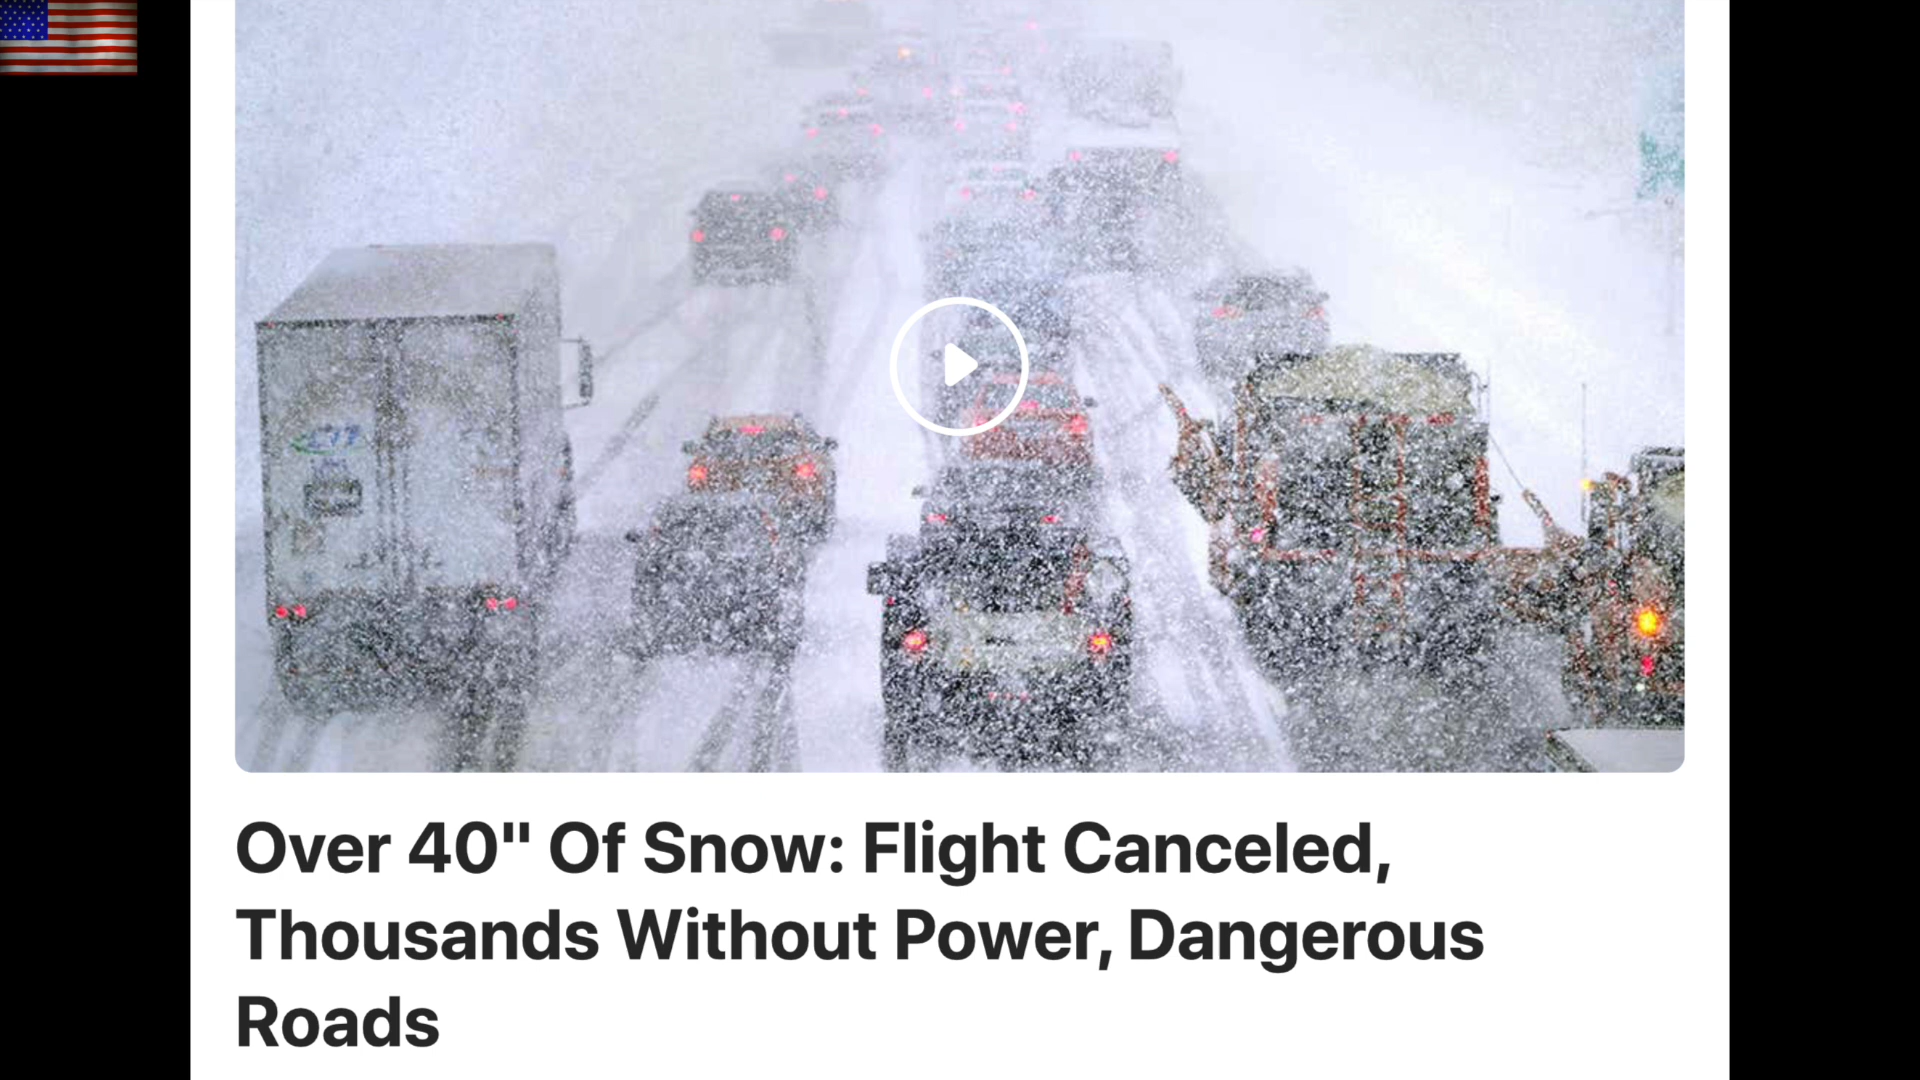 Over 40" Of Snow: Flight Canceled,
Thousands Without Power, Dangerous
Roads